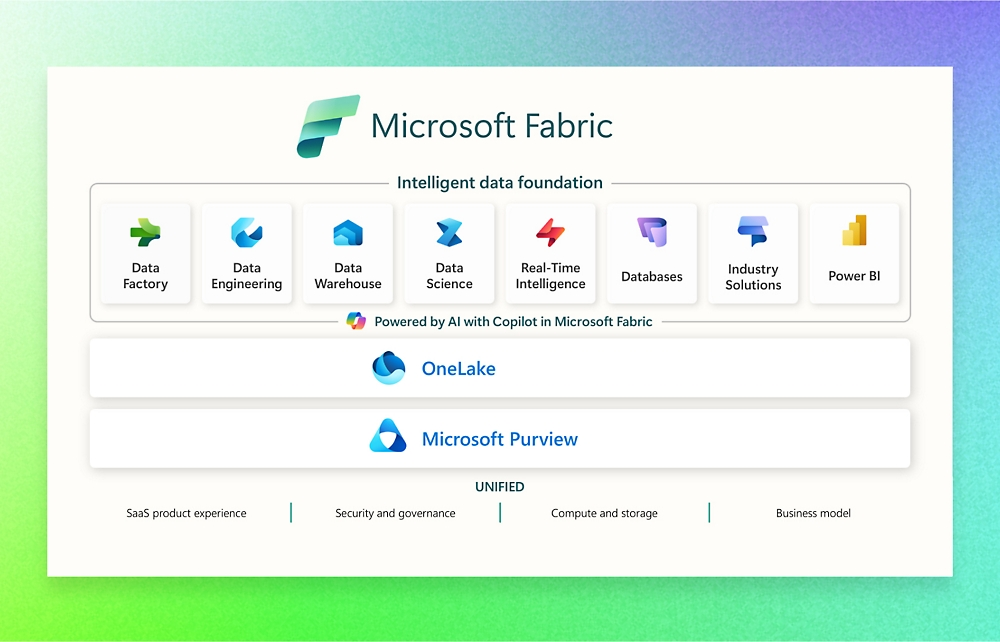 Microsoft Fabric
Intelligent data foundation
Data
Factory
Data
Engineering
Data
Warehouse
Data
Science
Real-Time
Intelligence
Databases
Industry
Solutions
Power BI
Powered by AI with Copilot in Microsoft Fabric
OneLake
Microsoft Purview
UNIFIED
SaaS product experience
Security and governance
Compute and storage
Business model